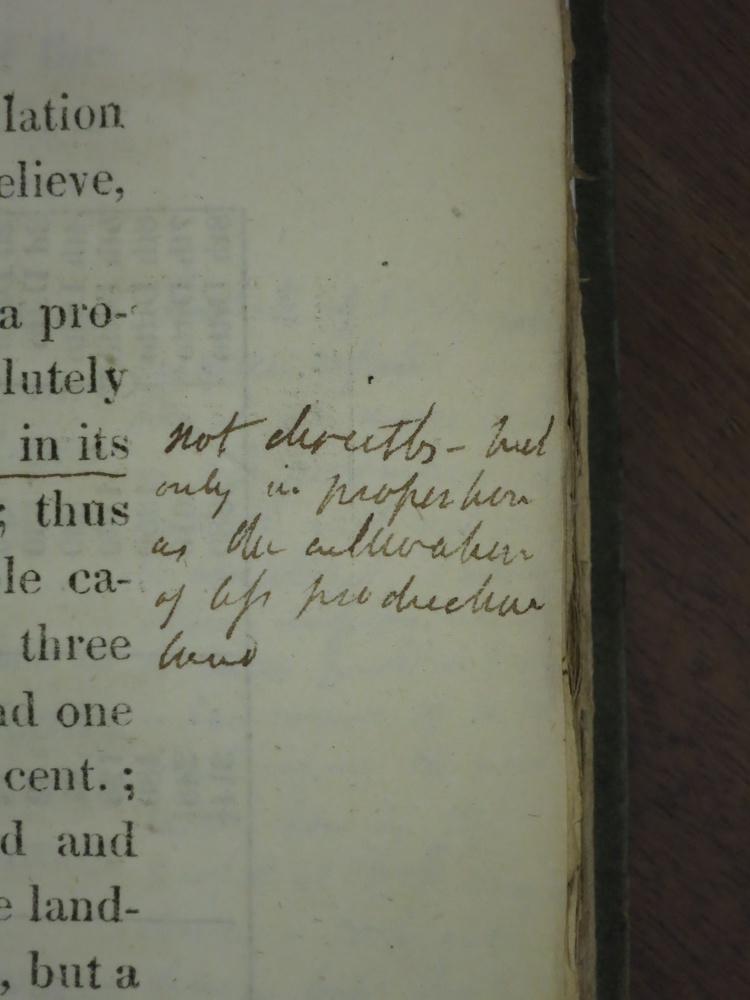 lation
elieve,
a pro-
lutely
in its
not directly - but
; thus
only in proportion
as the cultivation
le ca-
of less productive
three
land
nd one
cent. ;
d and
e land-
, but a